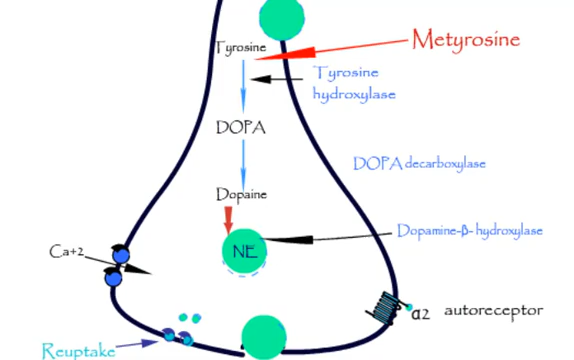 Tyrosine
Metyrosine
Tyrosine
hydroxylase
DOPA
DOPA decarboxylase
Dopaine
Dopamine-β- hydroxylase
NE
Ca+2
α2 autoreceptor
Reuptake